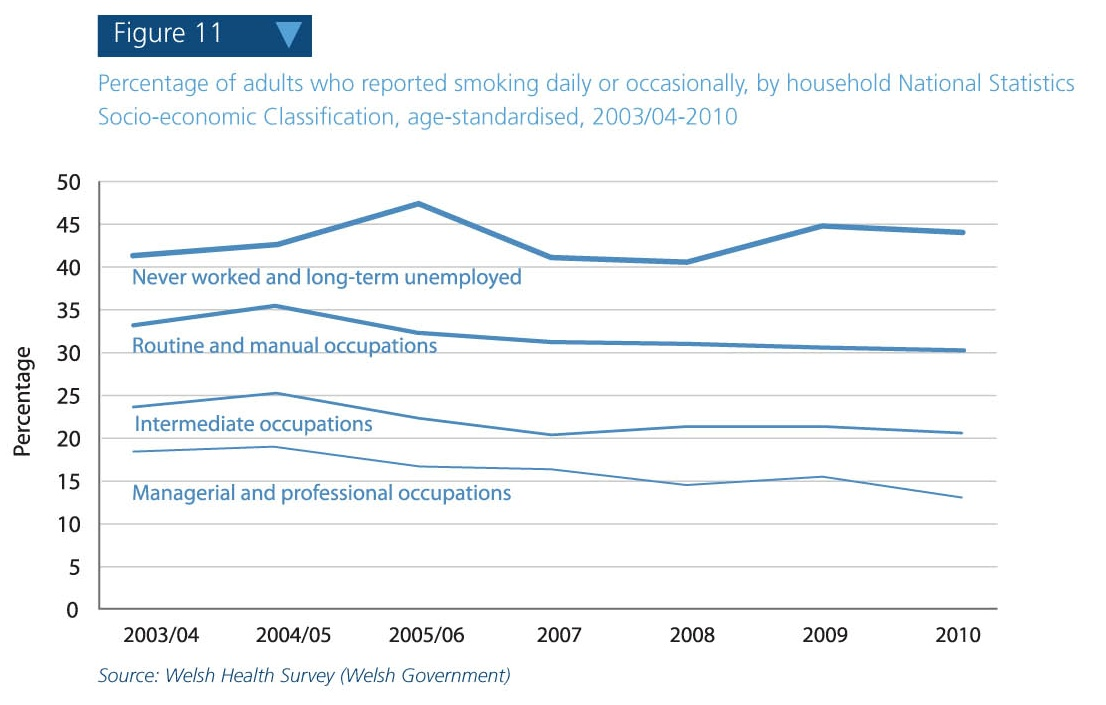 Figure 11
Percentage of adults who reported smoking daily or occasionally, by household National Statistics
Socio-economic Classification, age-standardised, 2003/04-2010
Percentage
50
45
40
35
30
25
20
15
10
5
0
Never worked and long-term unemployed
Routine and manual occupations
Intermediate occupations
Managerial and professional occupations
2003/04 2004/05 2005/06 2007 2008 2009 2010
Source: Welsh Health Survey (Welsh Government)